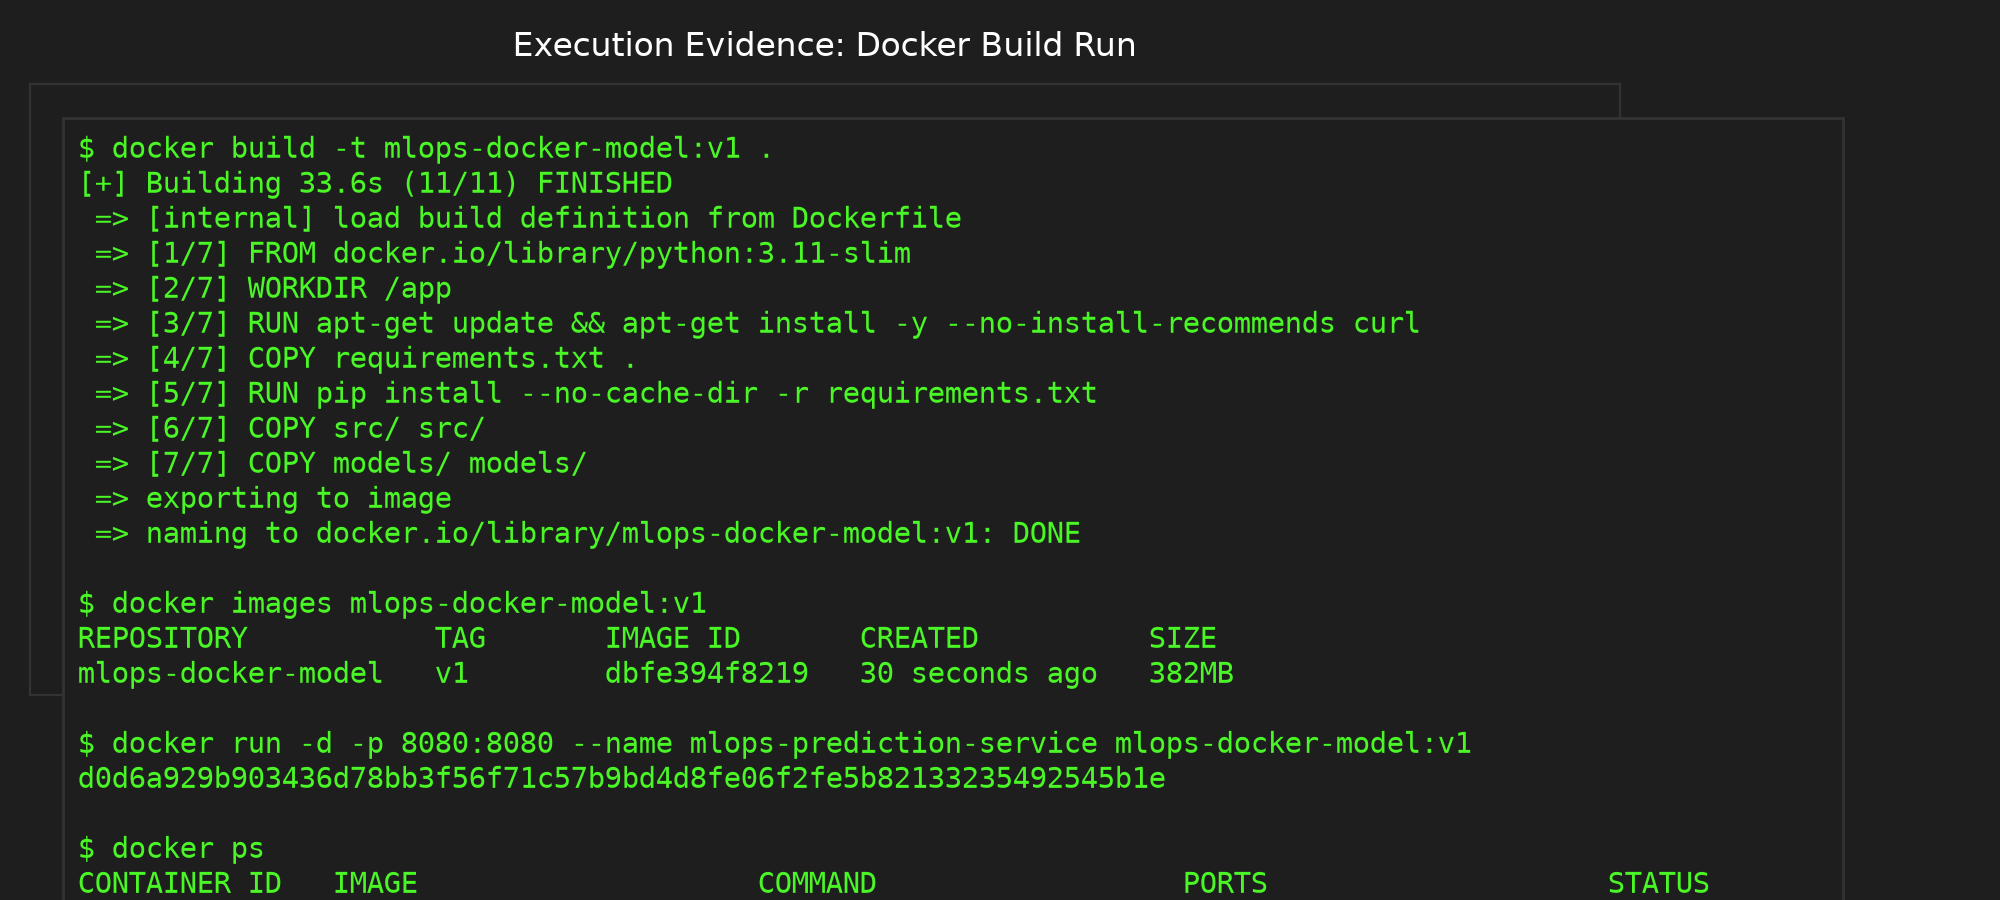 Execution Evidence: Docker Build Run
$ docker build -t mlops-docker-model:v1 .
[+] Building 33.6s (11/11) FINISHED
=> [internal] load build definition from Dockerfile
=> [1/7] FROM docker.io/library/python:3.11-slim
=> [2/7] WORKDIR /app
=> [3/7] RUN apt-get update && apt-get install -y --no-install-recommends curl
=> [4/7] COPY requirements.txt .
=> [5/7] RUN pip install --no-cache-dir -r requirements.txt
=> [6/7] COPY src/ src/
=> [7/7] COPY models/ models/
=> exporting to image
=> naming to docker.io/library/mlops-docker-model:v1: DONE
$ docker images mlops-docker-model:v1
REPOSITORY TAG IMAGE ID CREATED SIZE
mlops-docker-model v1 dbfe394f8219 30 seconds ago 382MB
$ docker run -d -p 8080:8080 --name mlops-prediction-service mlops-docker-model:v1
d0d6a929b903436d78bb3f56f71c57b9bd4d8fe06f2fe5b82133235492545b1e
$ docker ps
CONTAINER ID IMAGE COMMAND PORTS STATUS